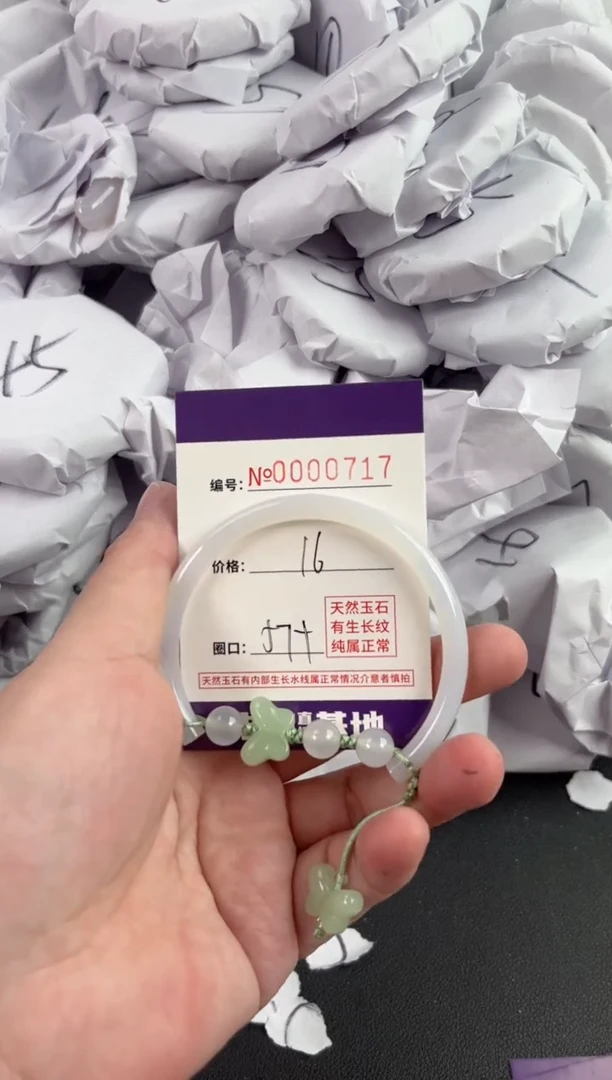 45
16
编号: №0000717
价格: 16
圈口: 57+
天然玉石
有生长纹
纯属正常
天然玉石有内部生长水线属正常情况介意者慎拍
基地